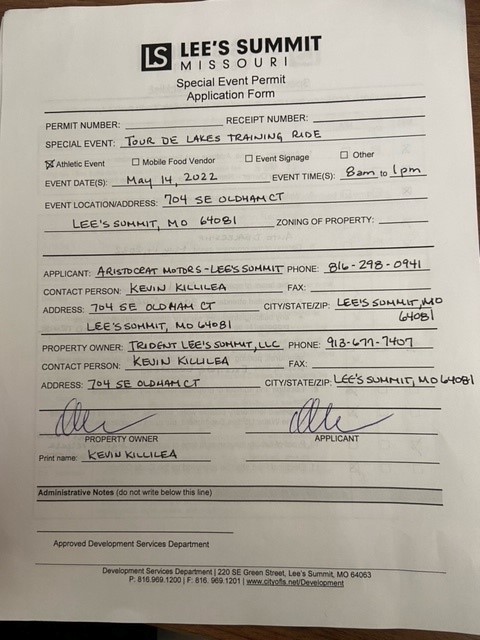 LS LEE'S SUMMIT
MISSOURI
Special Event Permit
Application Form
PERMIT NUMBER: RECEIPT NUMBER:
SPECIAL EVENT: TOUR DE LAKES TRAINING RIDE
Athletic Event Mobile Food Vendor Event Signage Other
EVENT DATE(S): May 14, 2022 EVENT TIME(S): 8am to 1pm
EVENT LOCATION/ADDRESS: 704 SE OLDHAM CT
LEE'S SUMMIT, MO 64081 ZONING OF PROPERTY:
APPLICANT: ARISTOCRAT MOTORS-LEE'S SUMMIT PHONE: 816-298-0941
CONTACT PERSON: KEVIN KILLILEA FAX:
ADDRESS: 704 SE OLDHAM CT CITY/STATE/ZIP: LEE'S SUMMIT, MO
LEE'S SUMMIT, MO 64081 64081
PROPERTY OWNER: TRIDENT LEE'S SUMMIT, LLC PHONE: 913-677-7407
CONTACT PERSON: KEVIN KILLILEA FAX:
ADDRESS: 704 SE OLDHAM CT CITY/STATE/ZIP: LEE'S SUMMIT, MO 64081
PROPERTY OWNER APPLICANT
Print name: KEVIN KILLILEA
Administrative Notes (do not write below this line)
Approved Development Services Department
Development Services Department | 220 SE Green Street, Lee's Summit, MO 64063
P: 816.969.1200 | F: 816. 969.1201 | www.cityofls.net/Development